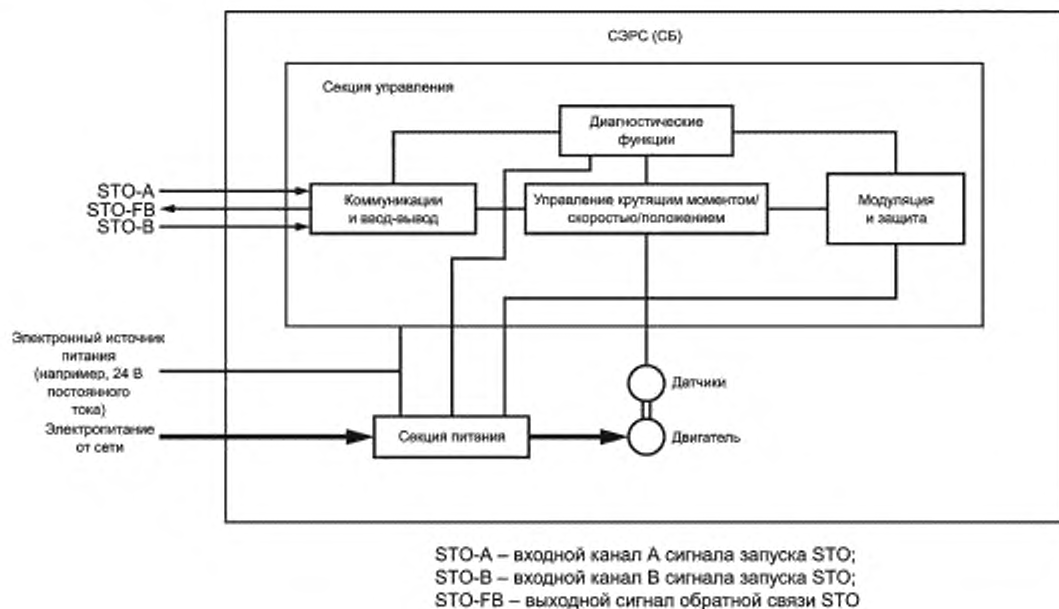 СЭРС (СБ)
Секция управления
Диагностические
функции
STO-A
STO-FB
STO-B
Коммуникации
и ввод-вывод
Управление крутящим моментом/
скоростью/положением
Модуляция
и защита
Электронный источник
питания
(например, 24 В
постоянного
тока)
Электропитание
от сети
Секция питания
Датчики
Двигатель
STO-A – входной канал А сигнала запуска STO;
STO-B – входной канал В сигнала запуска STO;
STO-FB – выходной сигнал обратной связи STO